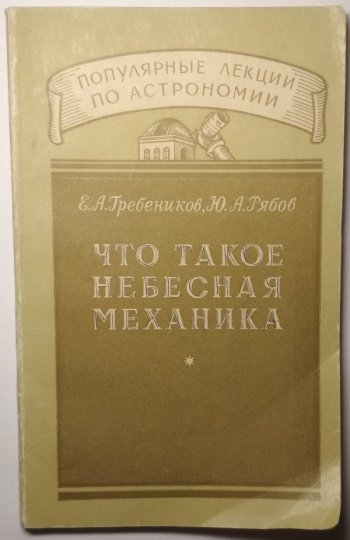 ПОПУЛЯРНЫЕ ЛЕКЦИИ
ПО АСТРОНОМИИ
Е.А.Гребеников, Ю.А.Рябов
ЧТО ТАКОЕ
НЕБЕСНАЯ
МЕХАНИКА